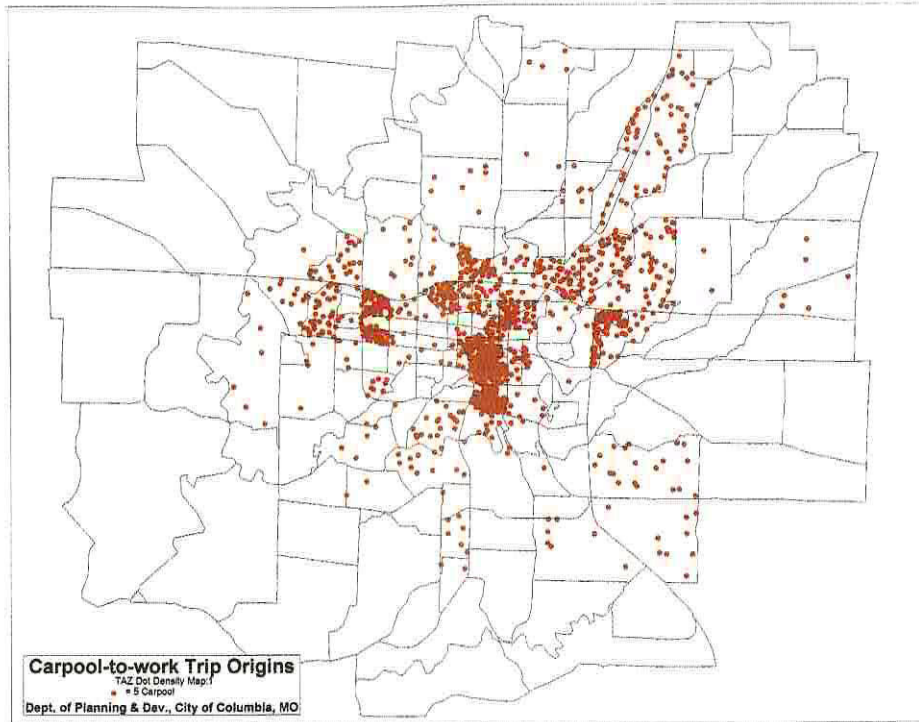 Carpool-to-work Trip Origins
TAZ Dot Density Map:1
= 5 Carpool
Dept. of Planning & Dev., City of Columbia, MO